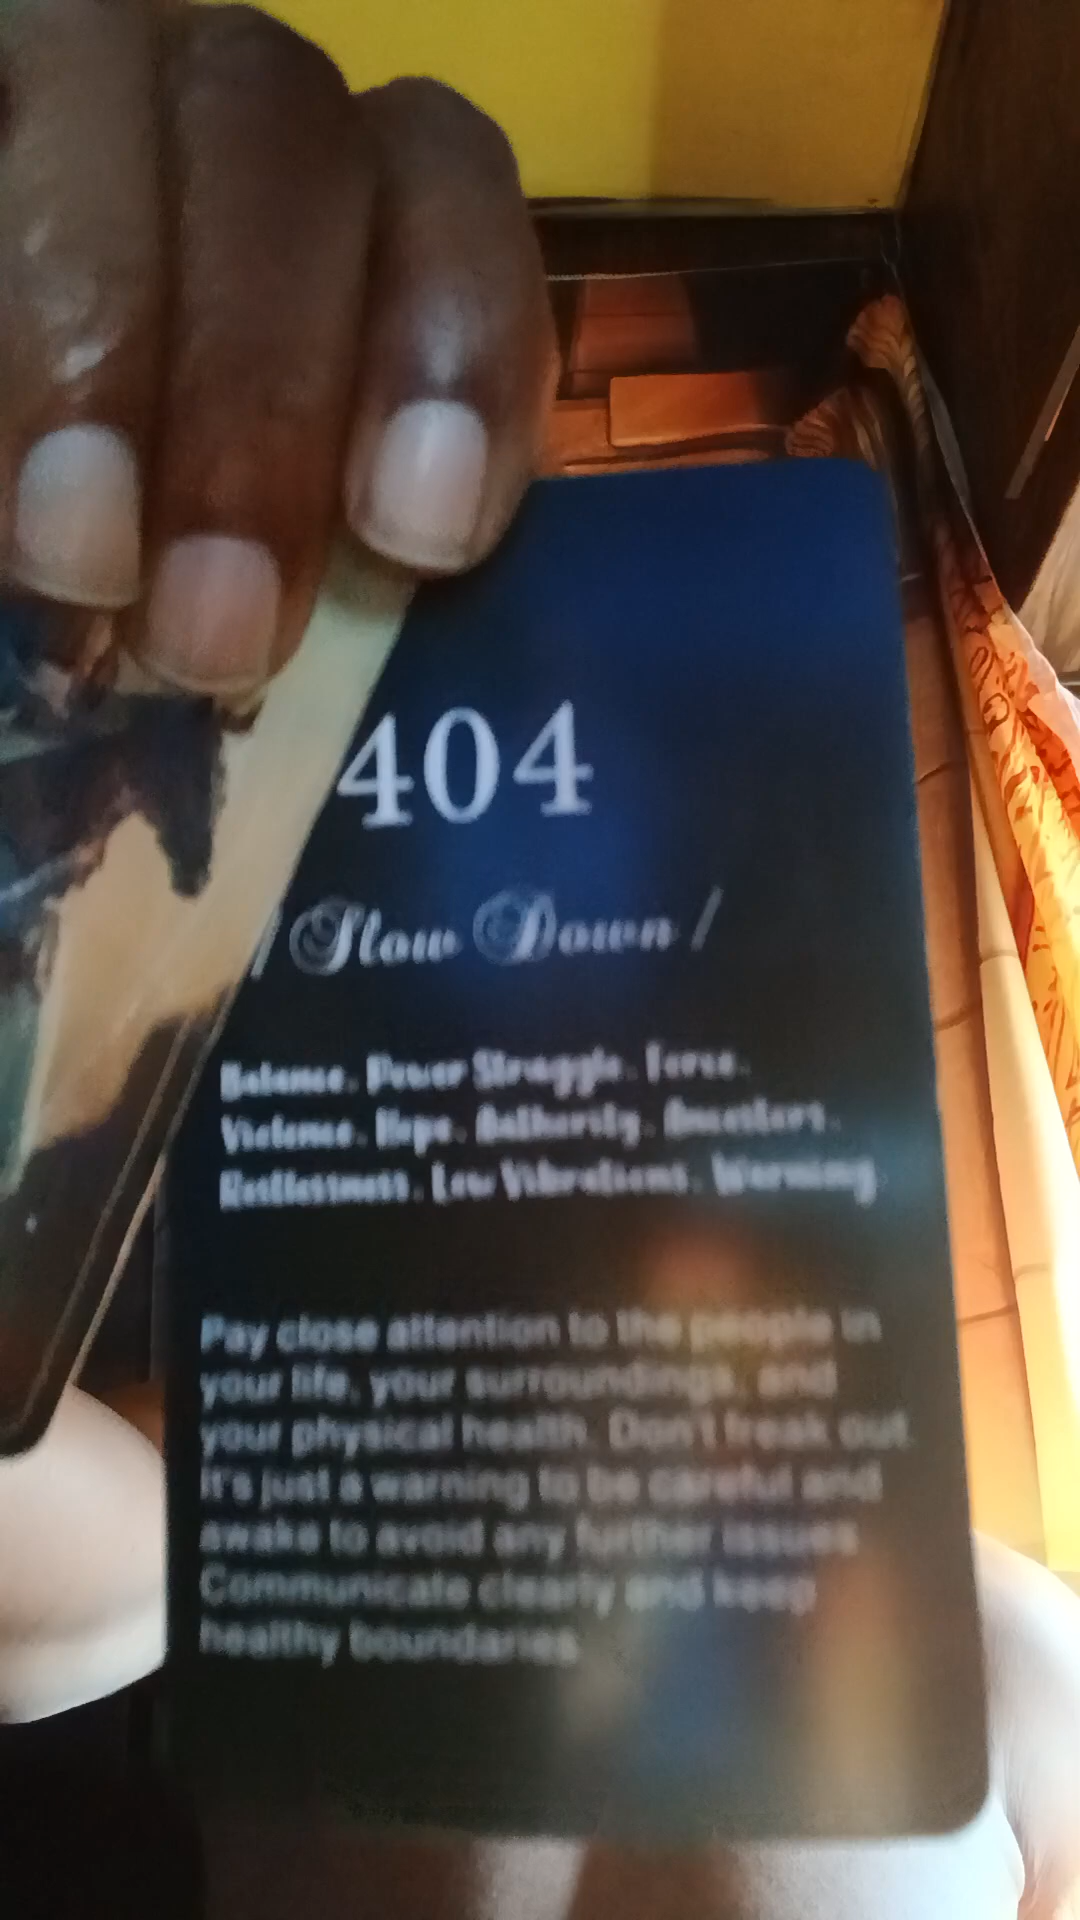 404
/ Slow Down /
Balance. Power Struggle. Force.
Violence. Hope. Authority. Ancestors.
Restlessness. Low Vibrations. Warning.
Pay close attention to the people in
your life, your surroundings, and
your physical health. Don't freak out.
It's just a warning to be careful and
awake to avoid any further issues.
Communicate clearly and keep
healthy boundaries.